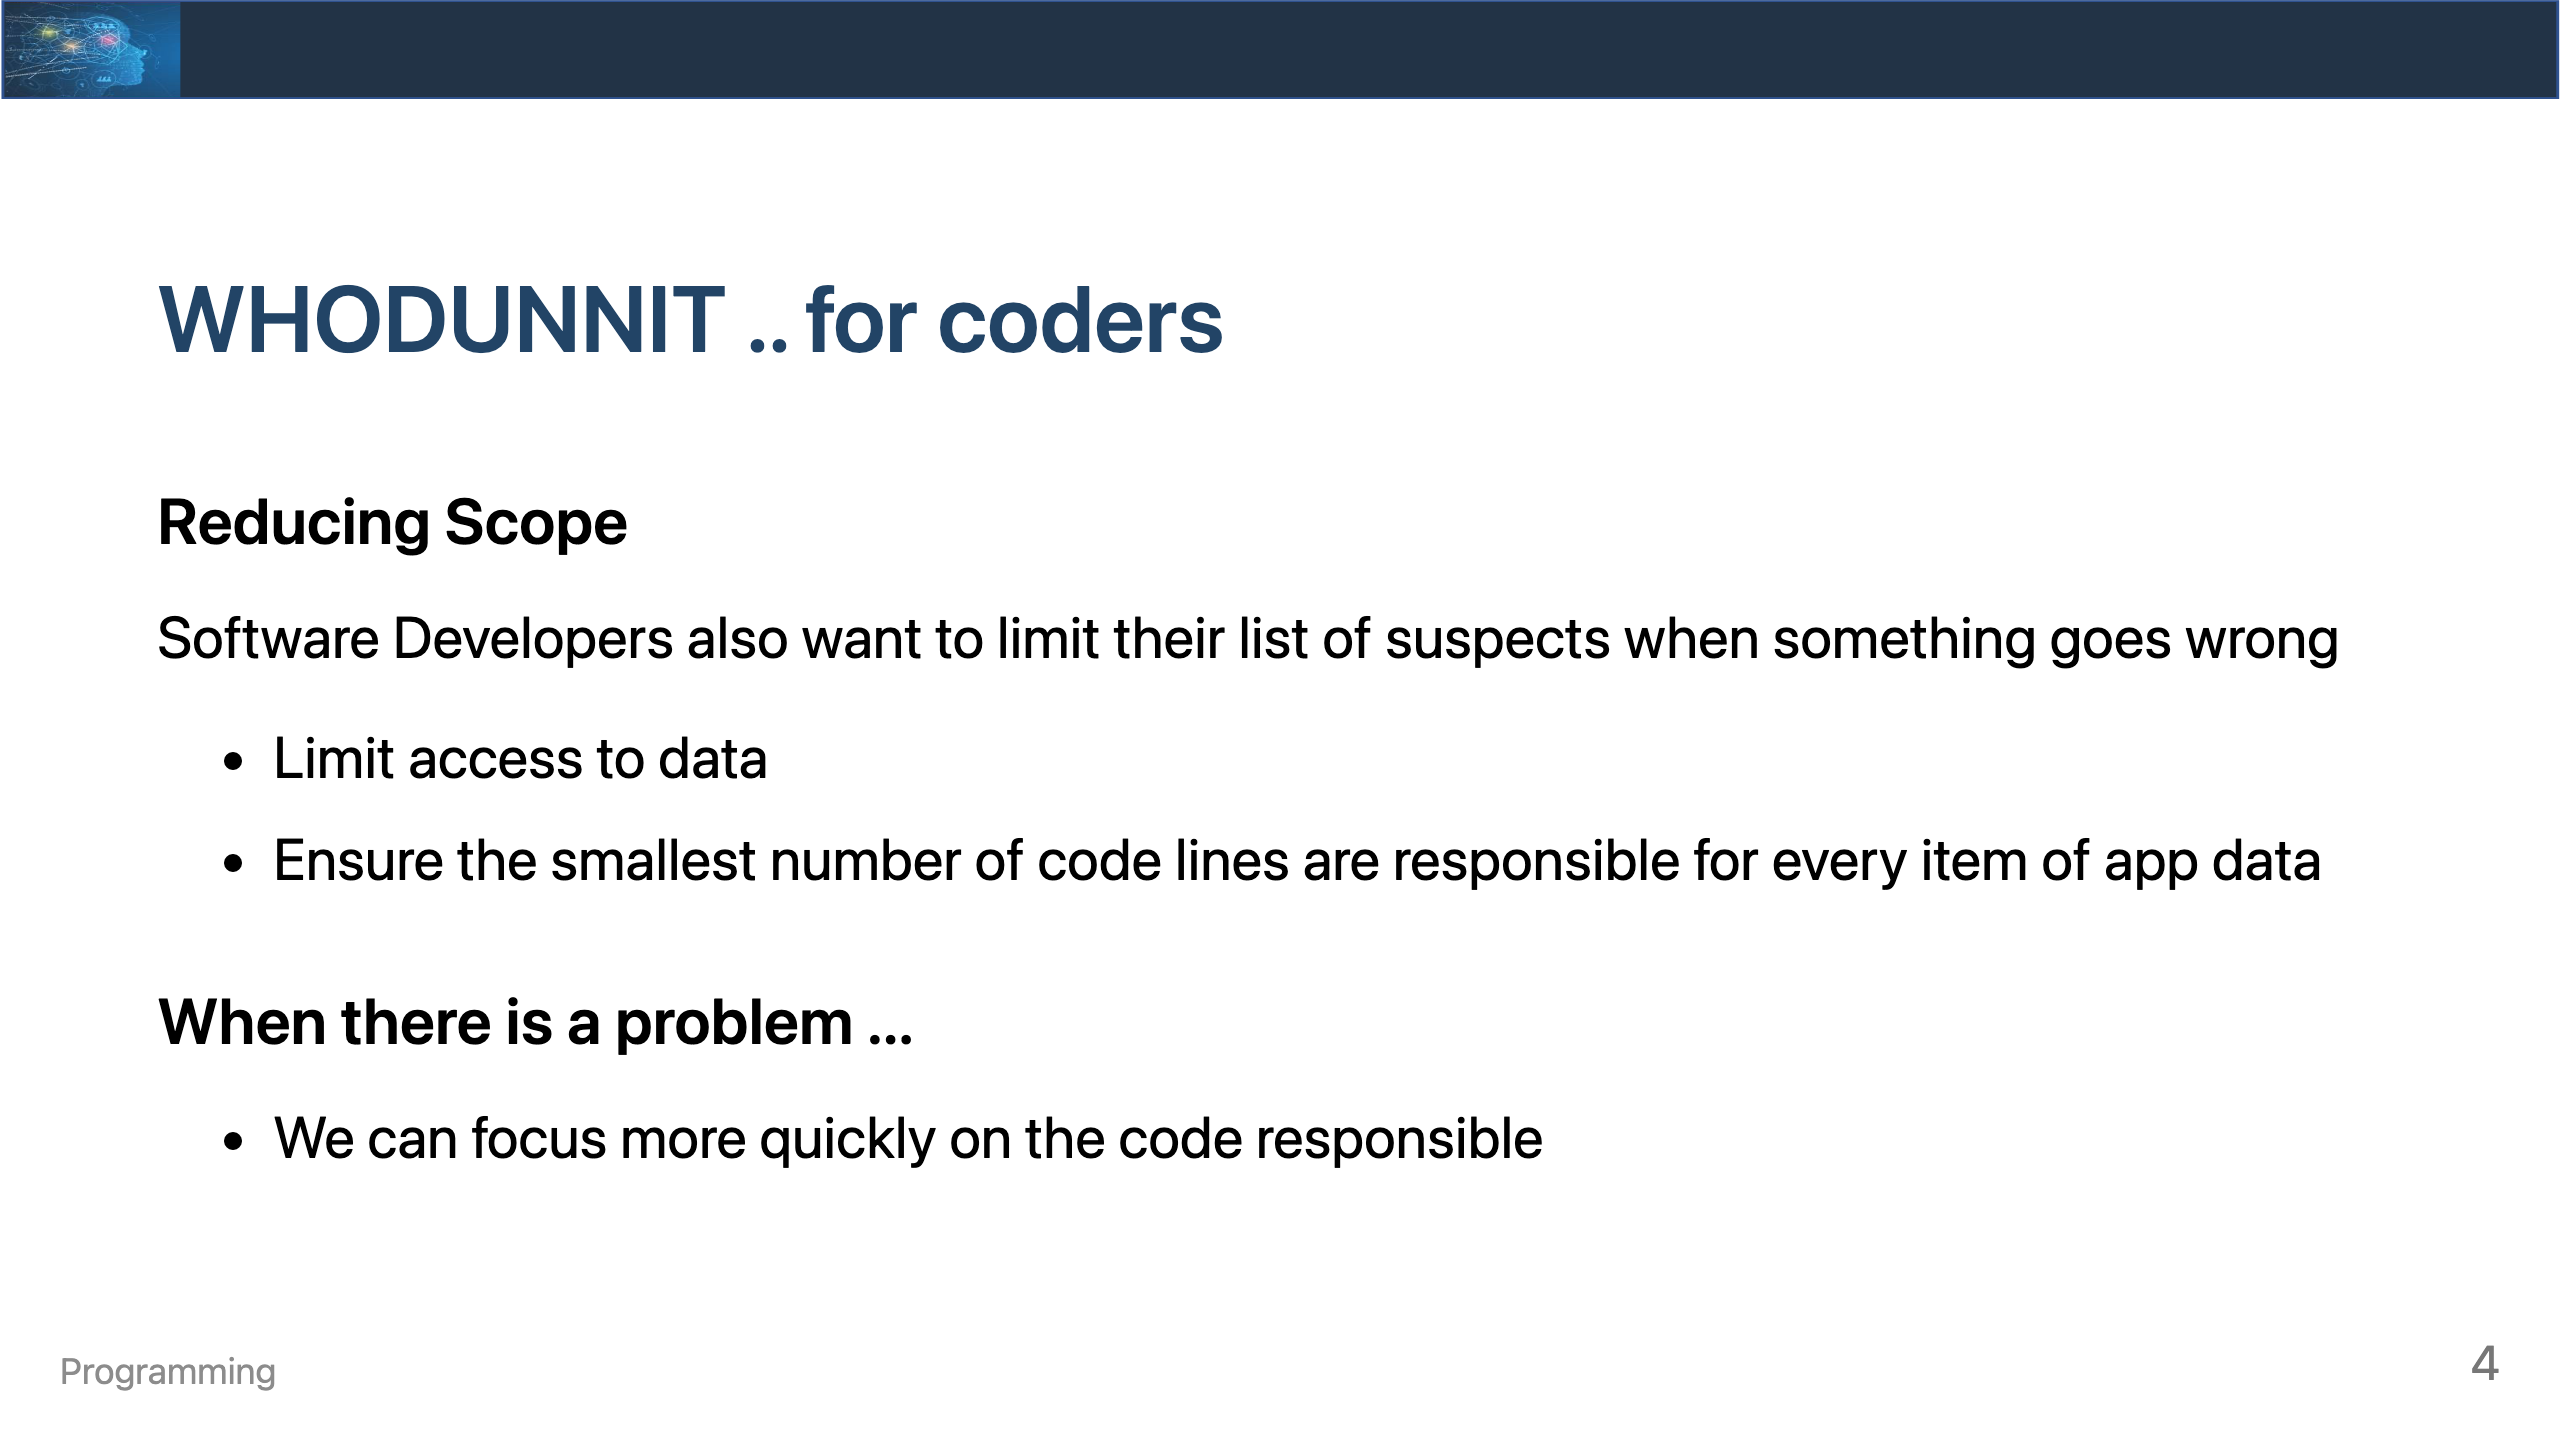 WHODUNNIT .. for coders
Reducing Scope
Software Developers also want to limit their list of suspects when something goes wrong
• Limit access to data
• Ensure the smallest number of code lines are responsible for every item of app data
When there is a problem ...
• We can focus more quickly on the code responsible
Programming
4